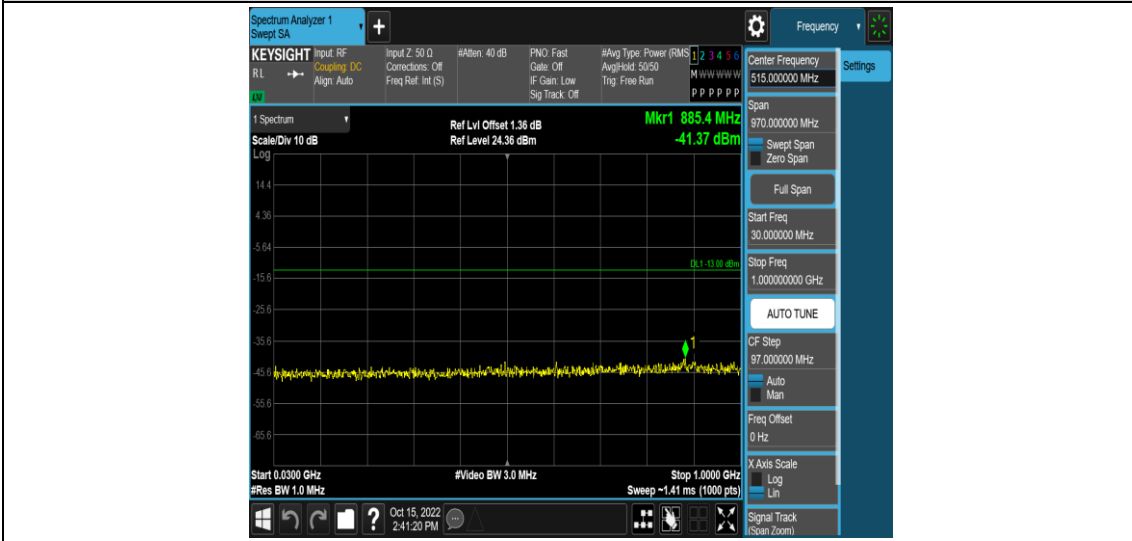 Spectrum Analyzer 1
Swept SA
+
Frequency
KEYSIGHT
RL
Input: RF
Coupling: DC
Align: Auto
Input Z: 50 Ω
Corrections: Off
Freq Ref: Int (S)
#Atten: 40 dB
PNO: Fast
Gate: Off
IF Gain: Low
Sig Track: Off
#Avg Type: Power (RMS
Avg|Hold: 50/50
Trig: Free Run
1 2 3 4 5 6
M W W W W W
P P P P P P
1 Spectrum
Scale/Div 10 dB
Log
Ref Lvl Offset 1.36 dB
Ref Level 24.36 dBm
Mkr1 885.4 MHz
-41.37 dBm
14.4
4.36
-5.64
-15.6
-25.6
-35.6
-45.6
-55.6
-65.6
DL1 -13.00 dBm
1
Start 0.0300 GHz
#Res BW 1.0 MHz
#Video BW 3.0 MHz
Stop 1.0000 GHz
Sweep ~1.41 ms (1000 pts)
?
Oct 15, 2022
2:41:20 PM
Center Frequency
515.000000 MHz
Settings
Span
970.000000 MHz
Swept Span
Zero Span
Full Span
Start Freq
30.000000 MHz
Stop Freq
1.000000000 GHz
AUTO TUNE
CF Step
97.000000 MHz
Auto
Man
Freq Offset
0 Hz
X Axis Scale
Log
Lin
Signal Track
(Span Zoom)